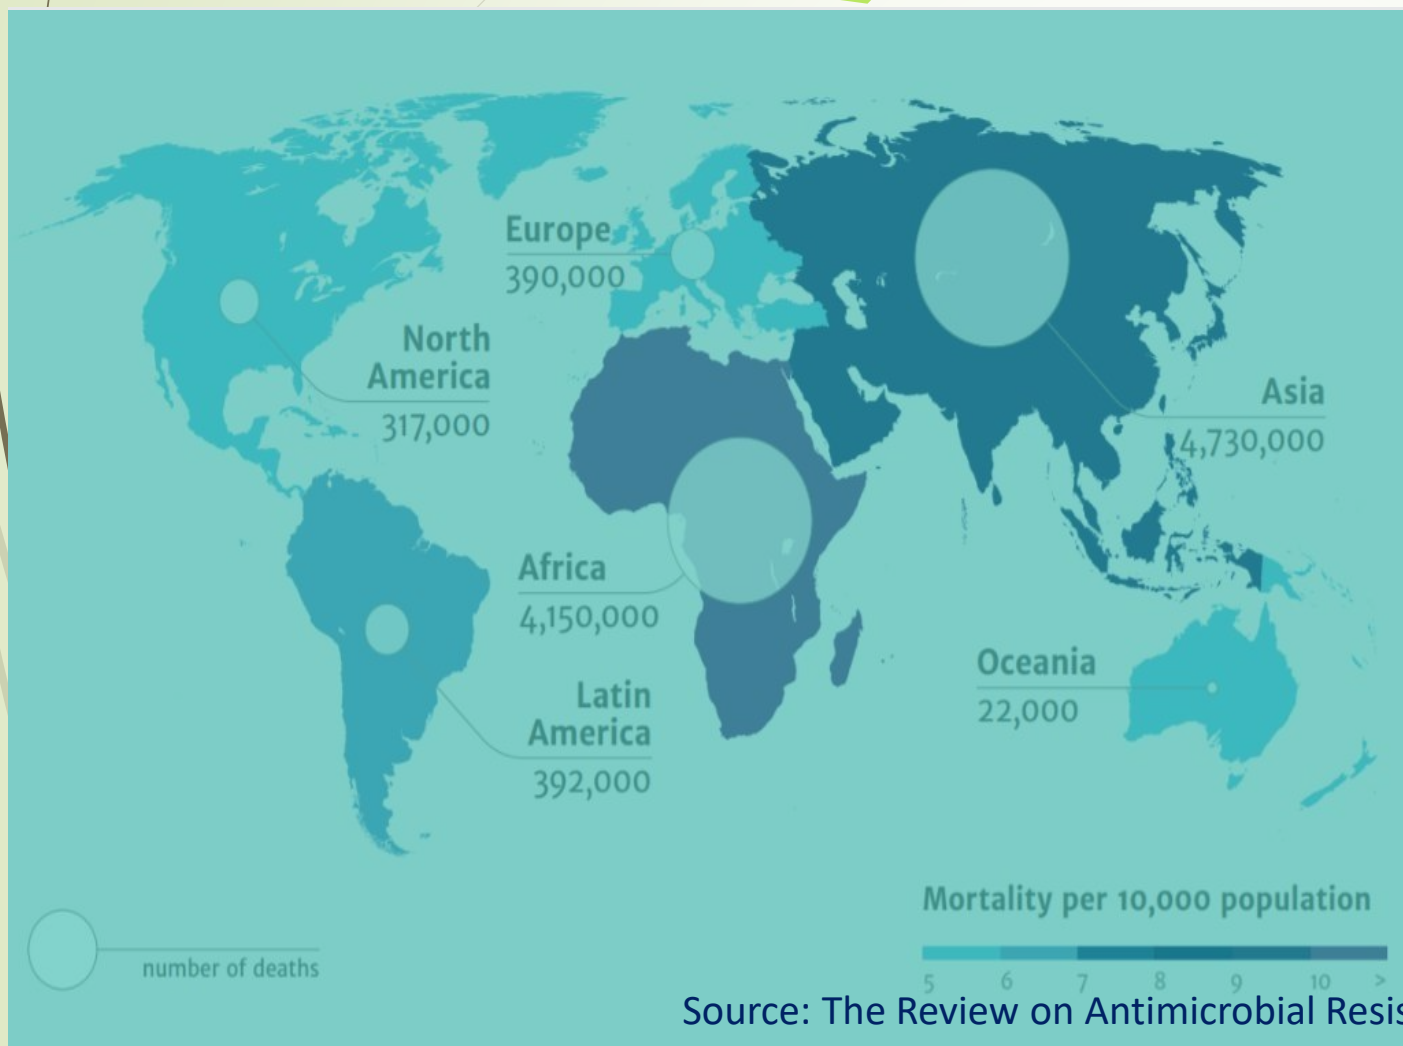 Europe
390,000
North
America
317,000
Asia
4,730,000
Africa
4,150,000
Latin
America
392,000
Oceania
22,000
number of deaths
Mortality per 10,000 population
5 6 7 8 9 10 >
Source: The Review on Antimicrobial Resis